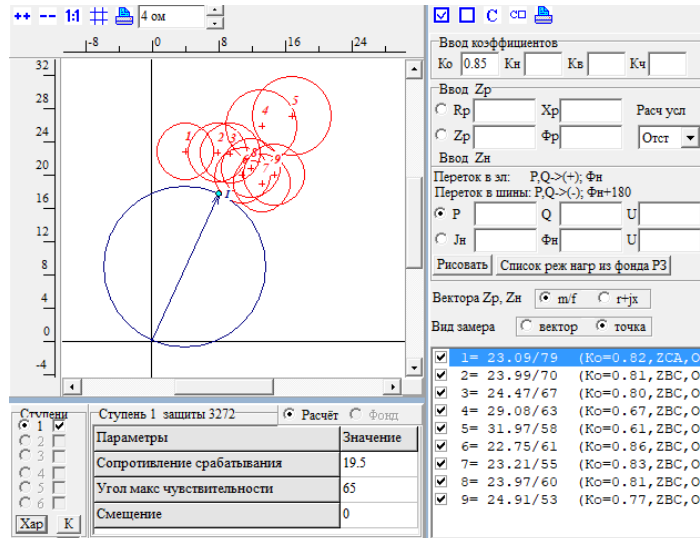 ++ -- 1:1 4 ом
-8 0 8 16 24
32
28
24
20
16
12
8
4
0
-4
1 2 3 4 5
8 9
7
1
C
Ввод коэффициентов
Ко 0.85 Кн Кв Кч
Ввод Zр
Rр Xр Расч усл
Zр Фр Отст
Ввод Zн
Переток в зл: P,Q->(+); Фн
Переток в шины: P,Q->(-); Фн+180
P Q U
Jн Фн U
Рисовать Список реж нагр из фонда РЗ
Вектора Zр, Zн m/f r+jx
Вид замера вектор точка
1= 23.09/79 (Ко=0.82,ZCA,О
2= 23.99/70 (Ко=0.81,ZBC,О
3= 24.47/67 (Ко=0.80,ZBC,О
4= 29.08/63 (Ко=0.67,ZBC,О
5= 31.97/58 (Ко=0.61,ZBC,О
6= 22.75/61 (Ко=0.86,ZBC,О
7= 23.21/55 (Ко=0.83,ZBC,О
8= 23.97/60 (Ко=0.81,ZBC,О
9= 24.91/53 (Ко=0.77,ZBC,О
Ступени
1
2
3
4
5
6
Хар К
Ступень 1 защиты 3272 Расчёт Фонд
Параметры Значение
Сопротивление срабатывания 19.5
Угол макс чувствительности 65
Смещение 0